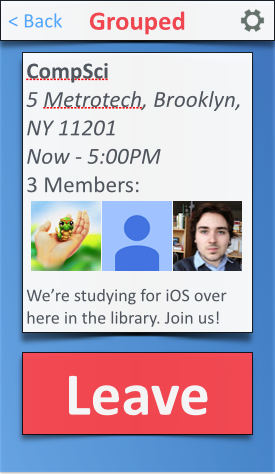 < Back Grouped
CompSci
5 Metrotech, Brooklyn,
NY 11201
Now - 5:00PM
3 Members:
We're studying for iOS over
here in the library. Join us!
Leave